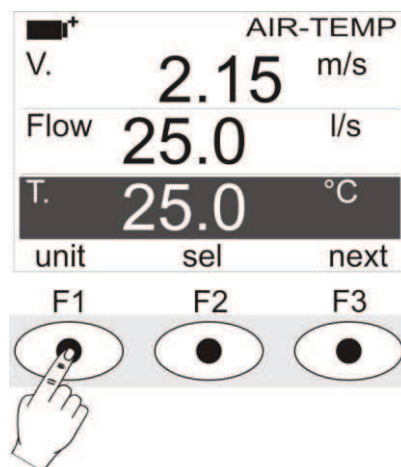 AIR-TEMP
V. 2.15 m/s
Flow 25.0 l/s
T. 25.0 °C
unit sel next
F1 F2 F3